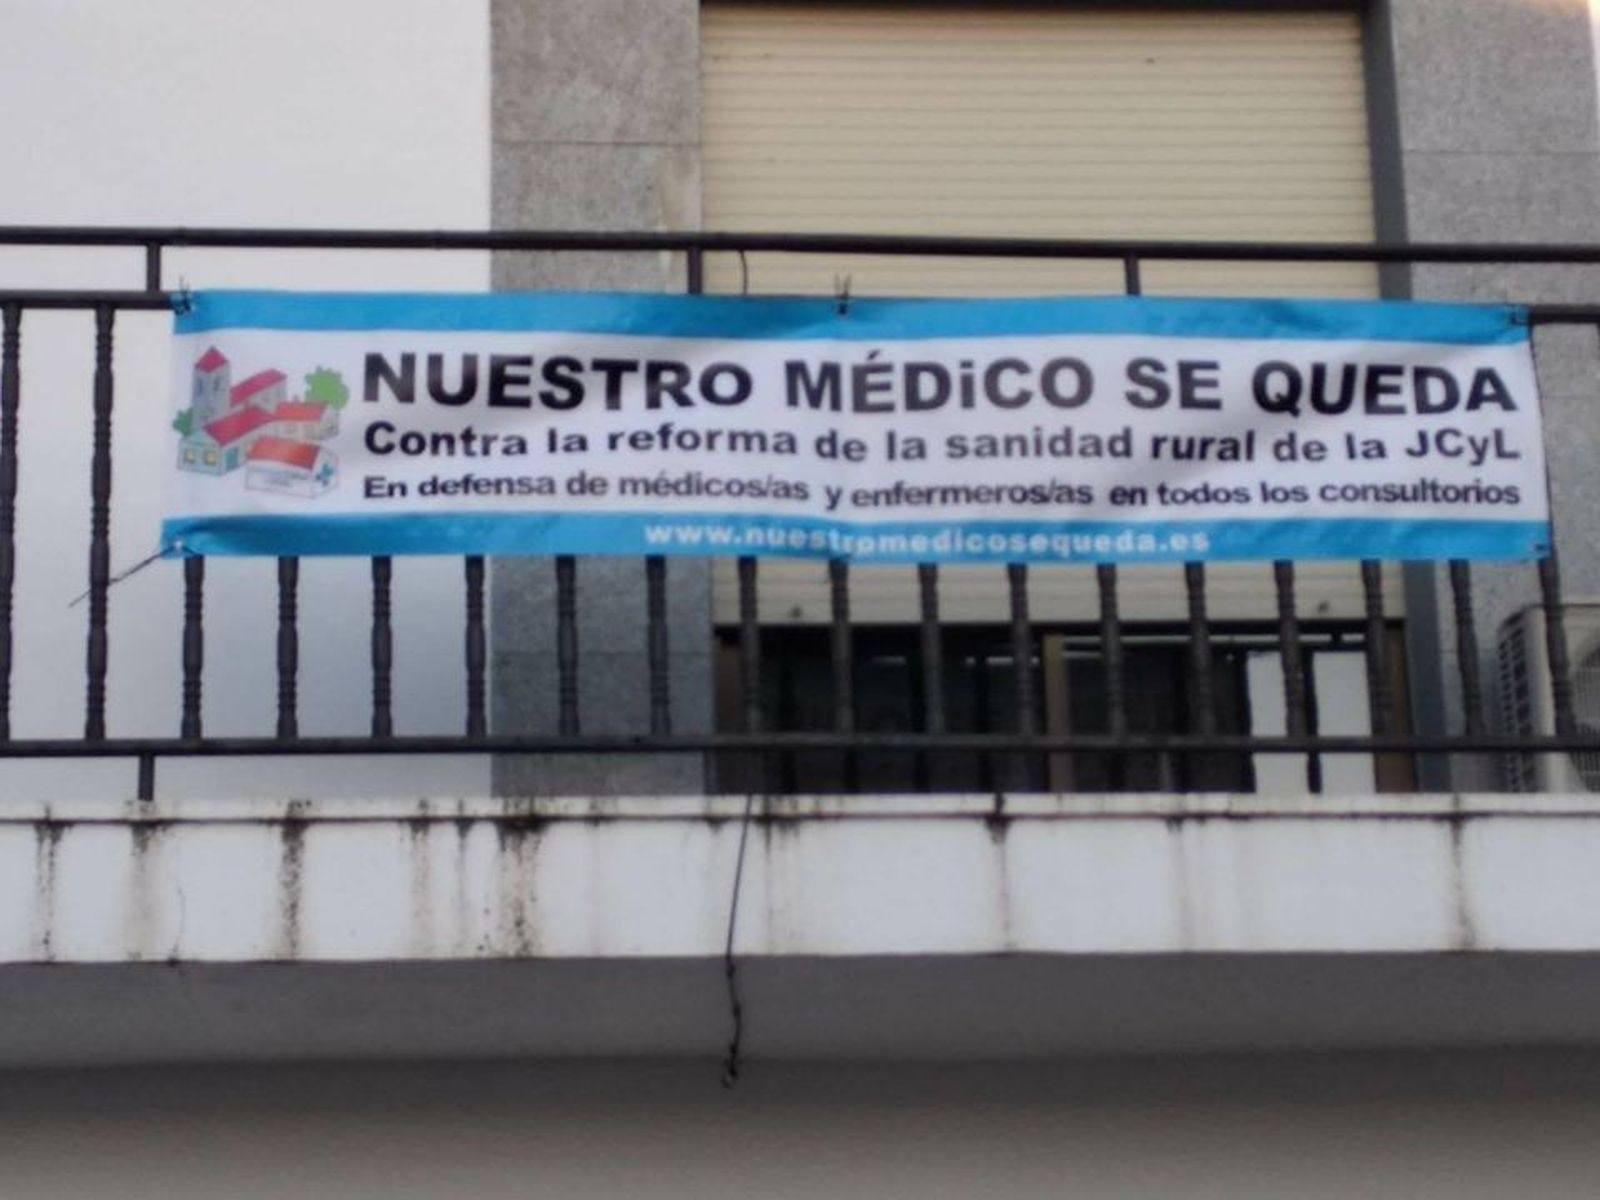 NUESTRO MÉDiCO SE QUEDA
Contra la reforma de la sanidad rural de la JCyL
En defensa de médicos/as y enfermeros/as en todos los consultorios
www.nuestromedicosequeda.es